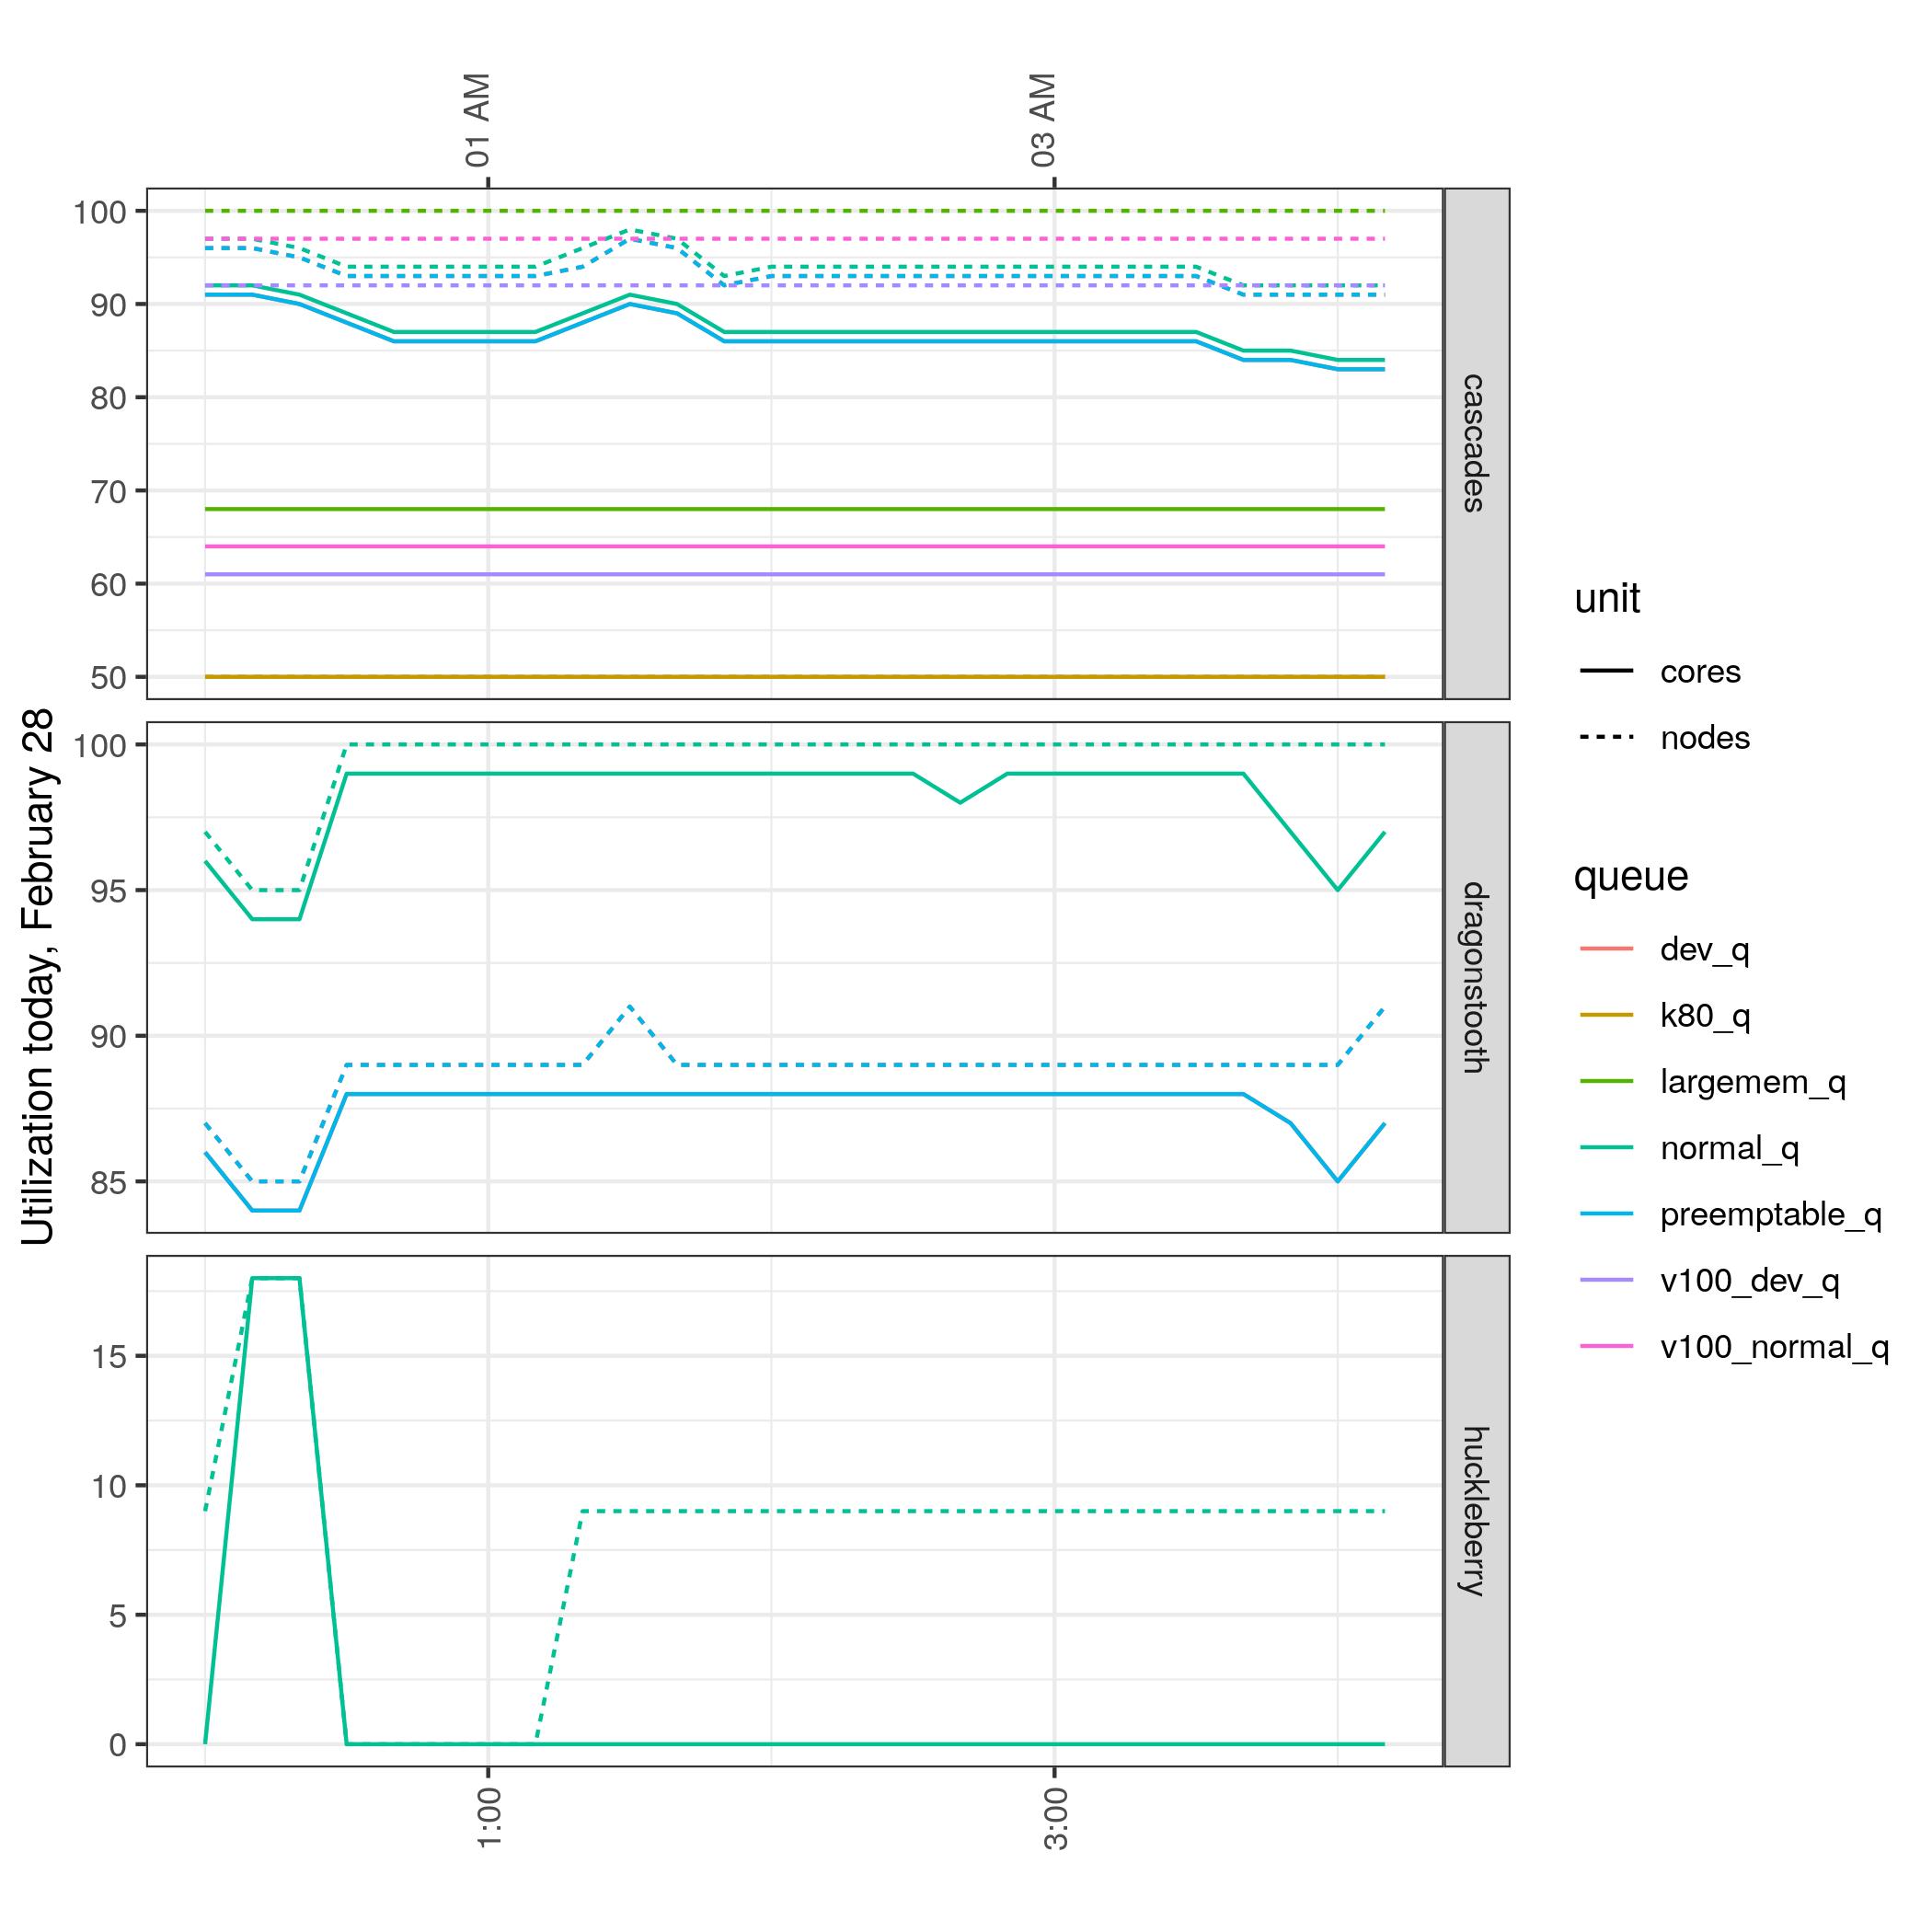 01 AM
03 AM
Utilization today, February 28
100
90
80
70
60
50
cascades
100
95
90
85
dragonstooth
15
10
5
0
huckleberry
1:00
3:00
unit
cores
nodes
queue
dev_q
k80_q
largemem_q
normal_q
preemptable_q
v100_dev_q
v100_normal_q